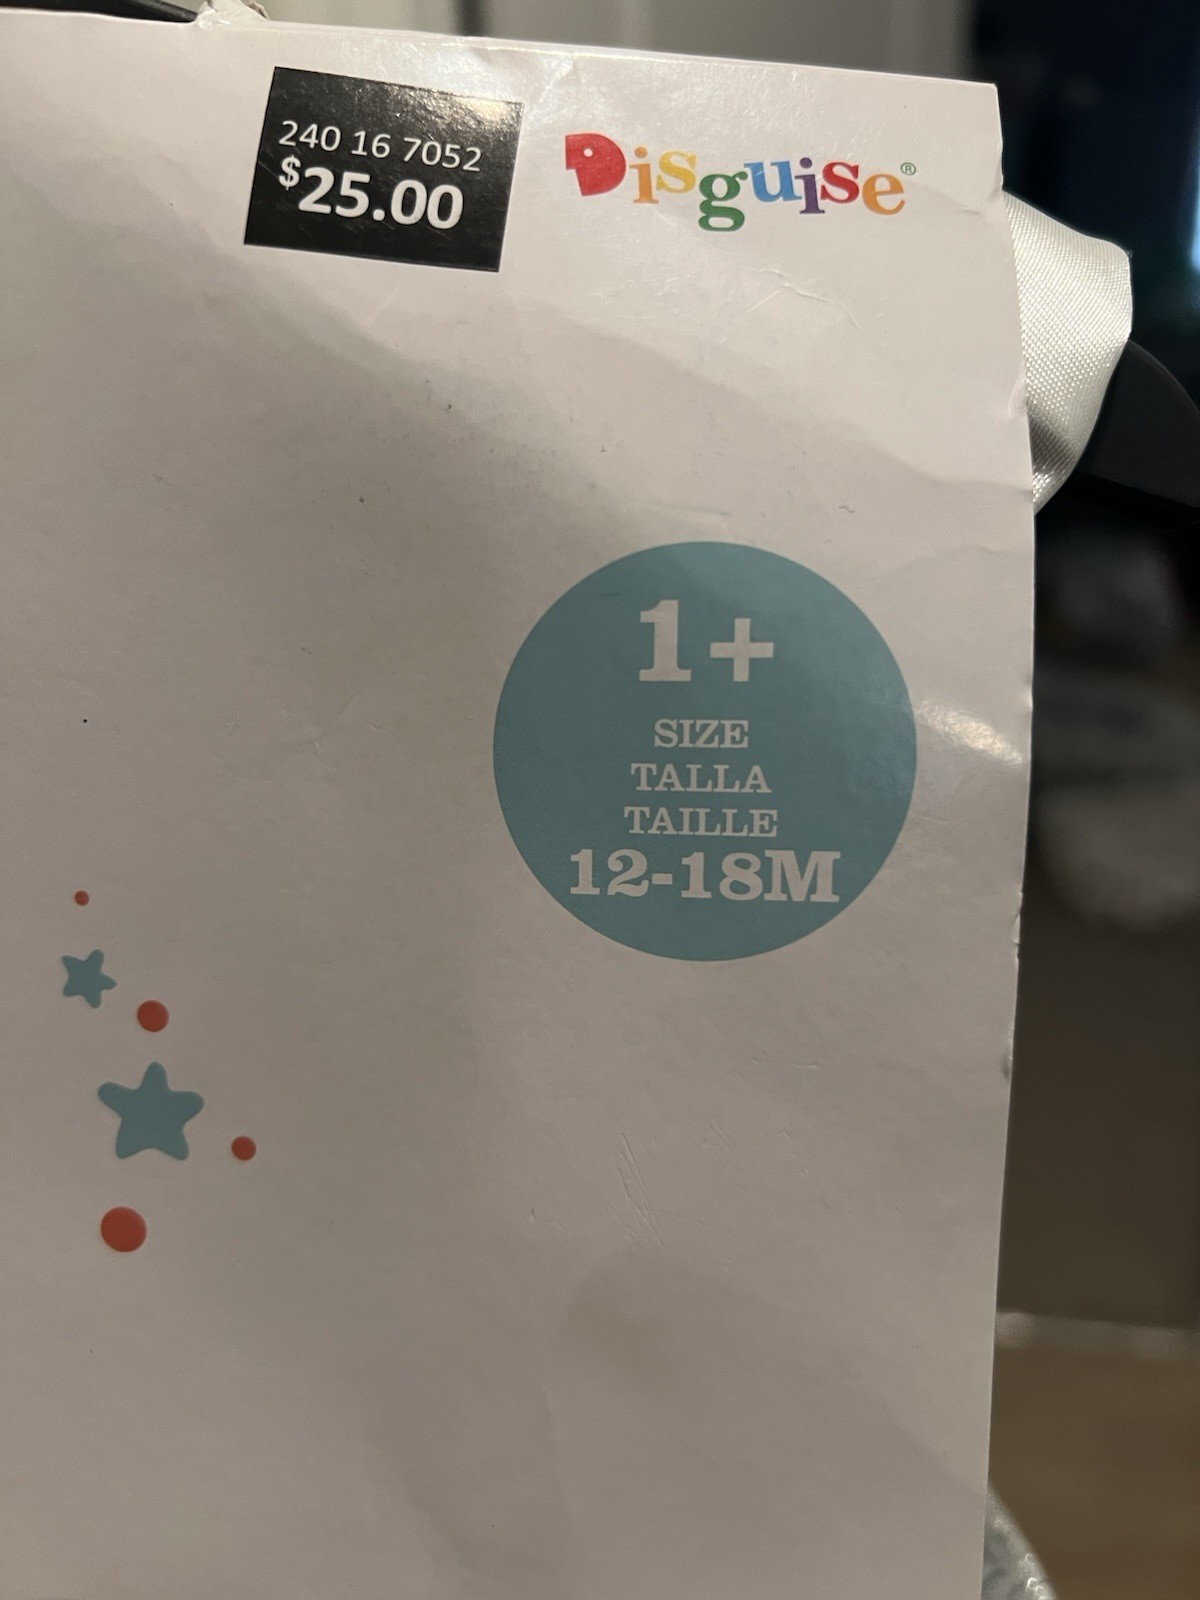 240 16 7052
$25.00
Disguise®
1+
SIZE
TALLA
TAILLE
12-18M